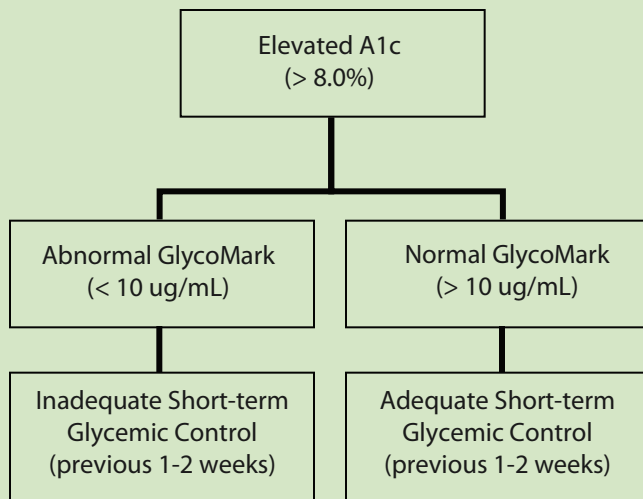 Elevated A1c
(> 8.0%)
Abnormal GlycoMark
(< 10 ug/mL)
Normal GlycoMark
(> 10 ug/mL)
Inadequate Short-term
Glycemic Control
(previous 1-2 weeks)
Adequate Short-term
Glycemic Control
(previous 1-2 weeks)